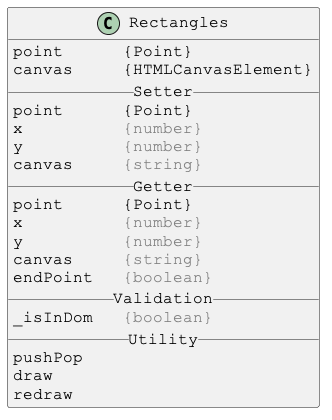 C Rectangles
point {Point}
canvas {HTMLCanvasElement}
Setter
point {Point}
x {number}
y {number}
canvas {string}
Getter
point {Point}
x {number}
y {number}
canvas {string}
endPoint {boolean}
Validation
_isInDom {boolean}
Utility
pushPop
draw
redraw